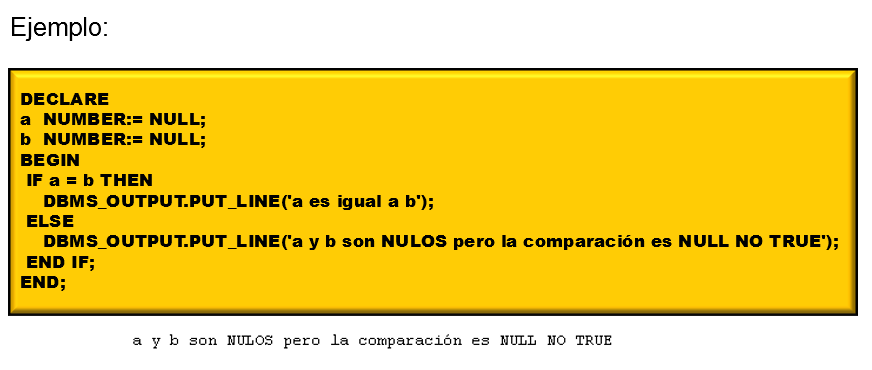 Ejemplo:
DECLARE
a  NUMBER:= NULL;
b  NUMBER:= NULL;
BEGIN
 IF a = b THEN
   DBMS_OUTPUT.PUT_LINE('a es igual a b');
 ELSE
   DBMS_OUTPUT.PUT_LINE('a y b son NULOS pero la comparación es NULL NO TRUE');
 END IF;
END;
a y b son NULOS pero la comparación es NULL NO TRUE